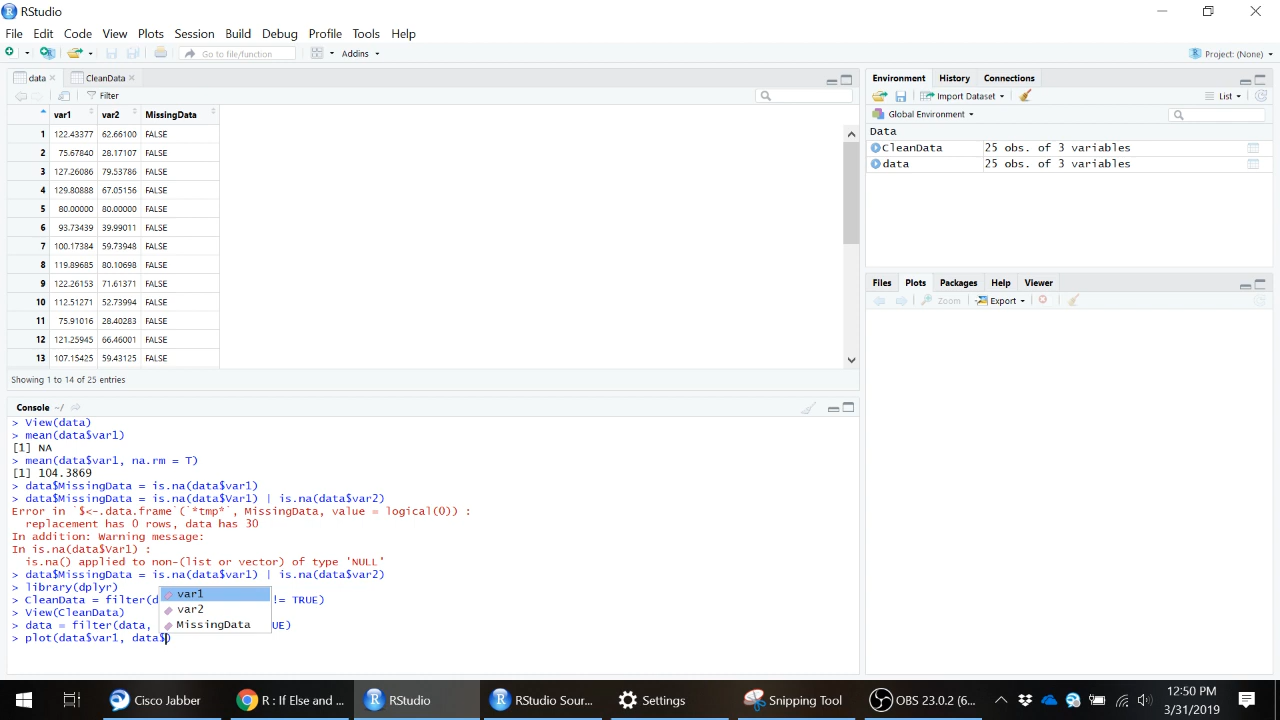 RStudio
File Edit Code View Plots Session Build Debug Profile Tools Help
Go to file/function Addins Project: (None)
data CleanData
Filter
var1 var2 MissingData
1 122.43377 62.66100 FALSE
2 75.67840 28.17107 FALSE
3 127.26086 79.53786 FALSE
4 129.80888 67.05156 FALSE
5 80.00000 80.00000 FALSE
6 93.73439 39.99011 FALSE
7 100.17384 59.73948 FALSE
8 119.89685 80.10698 FALSE
9 122.26153 71.61371 FALSE
10 112.51271 52.73994 FALSE
11 75.91016 28.40283 FALSE
12 121.25945 66.46001 FALSE
13 107.15425 59.43125 FALSE
Showing 1 to 14 of 25 entries
Console ~/
> View(data)
> mean(data$var1)
[1] NA
> mean(data$var1, na.rm = T)
[1] 104.3869
> data$MissingData = is.na(data$var1)
> data$MissingData = is.na(data$Var1) | is.na(data$var2)
Error in `$<-.data.frame`(`*tmp*`, MissingData, value = logical(0)) :
replacement has 0 rows, data has 30
In addition: Warning message:
In is.na(data$Var1) :
is.na() applied to non-(list or vector) of type 'NULL'
> data$MissingData = is.na(data$var1) | is.na(data$var2)
> library(dplyr)
> CleanData = filter(d != TRUE)
> View(CleanData)
> data = filter(data, UE)
> plot(data$var1, data$)
var1
var2
MissingData
Environment History Connections
Import Dataset List
Global Environment
Data
CleanData 25 obs. of 3 variables
data 25 obs. of 3 variables
Files Plots Packages Help Viewer
Zoom Export
Cisco Jabber R : If Else and ... RStudio RStudio Sour... Settings Snipping Tool OBS 23.0.2 (6... 12:50 PM
3/31/2019